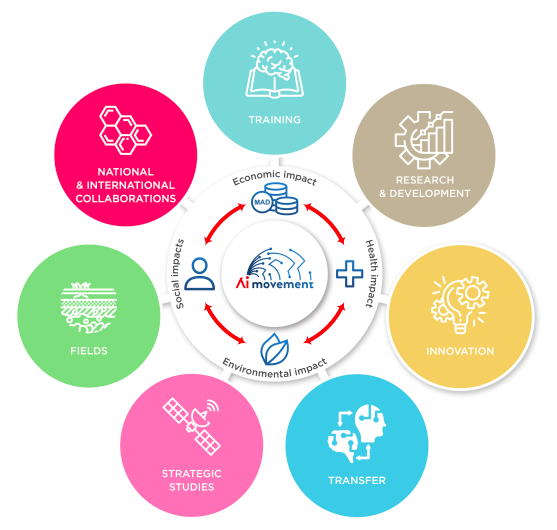 TRAINING
RESEARCH
& DEVELOPMENT
INNOVATION
TRANSFER
STRATEGIC
STUDIES
FIELDS
NATIONAL
& INTERNATIONAL
COLLABORATIONS
Economic impact
MAD
Health impact
Environmental impact
Social impacts
Ai movement